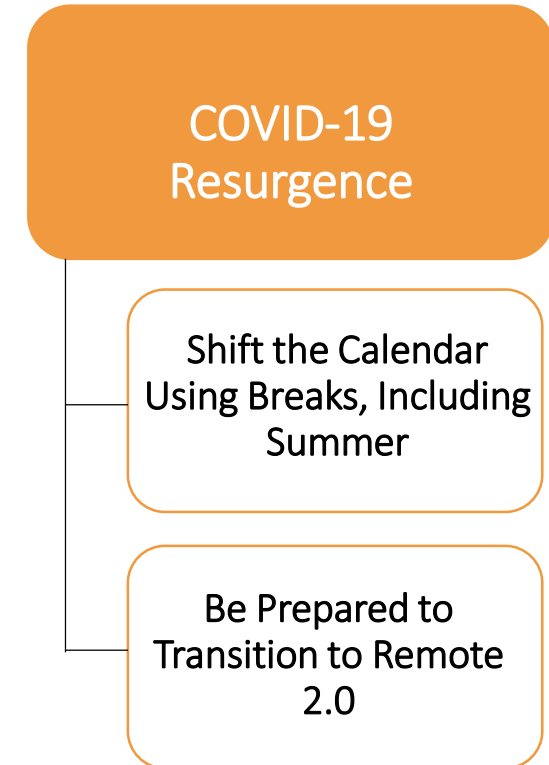 COVID-19
Resurgence
Shift the Calendar
Using Breaks, Including
Summer
Be Prepared to
Transition to Remote
2.0